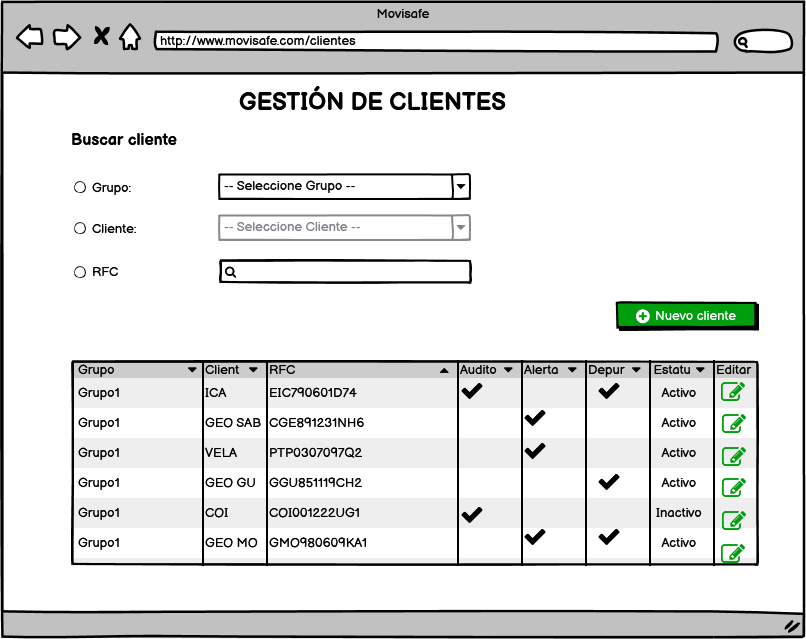 Movisafe
http://www.movisafe.com/clientes
GESTIÓN DE CLIENTES
Buscar cliente
Grupo: -- Seleccione Grupo --
Cliente: -- Seleccione Cliente --
RFC
Nuevo cliente
Grupo Client RFC Audito Alerta Depur Estatu Editar
Grupo1 ICA EIC790601D74 Activo
Grupo1 GEO SAB CGE891231NH6 Activo
Grupo1 VELA PTP0307097Q2 Activo
Grupo1 GEO GU GGU851119CH2 Activo
Grupo1 COI COI001222UG1 Inactivo
Grupo1 GEO MO GMO980609KA1 Activo